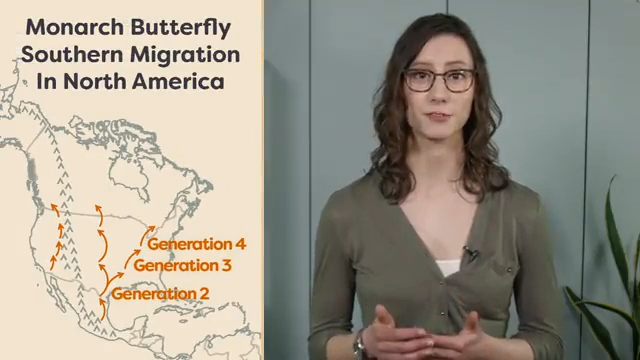 Monarch Butterfly
Southern Migration
In North America
Generation 4
Generation 3
Generation 2